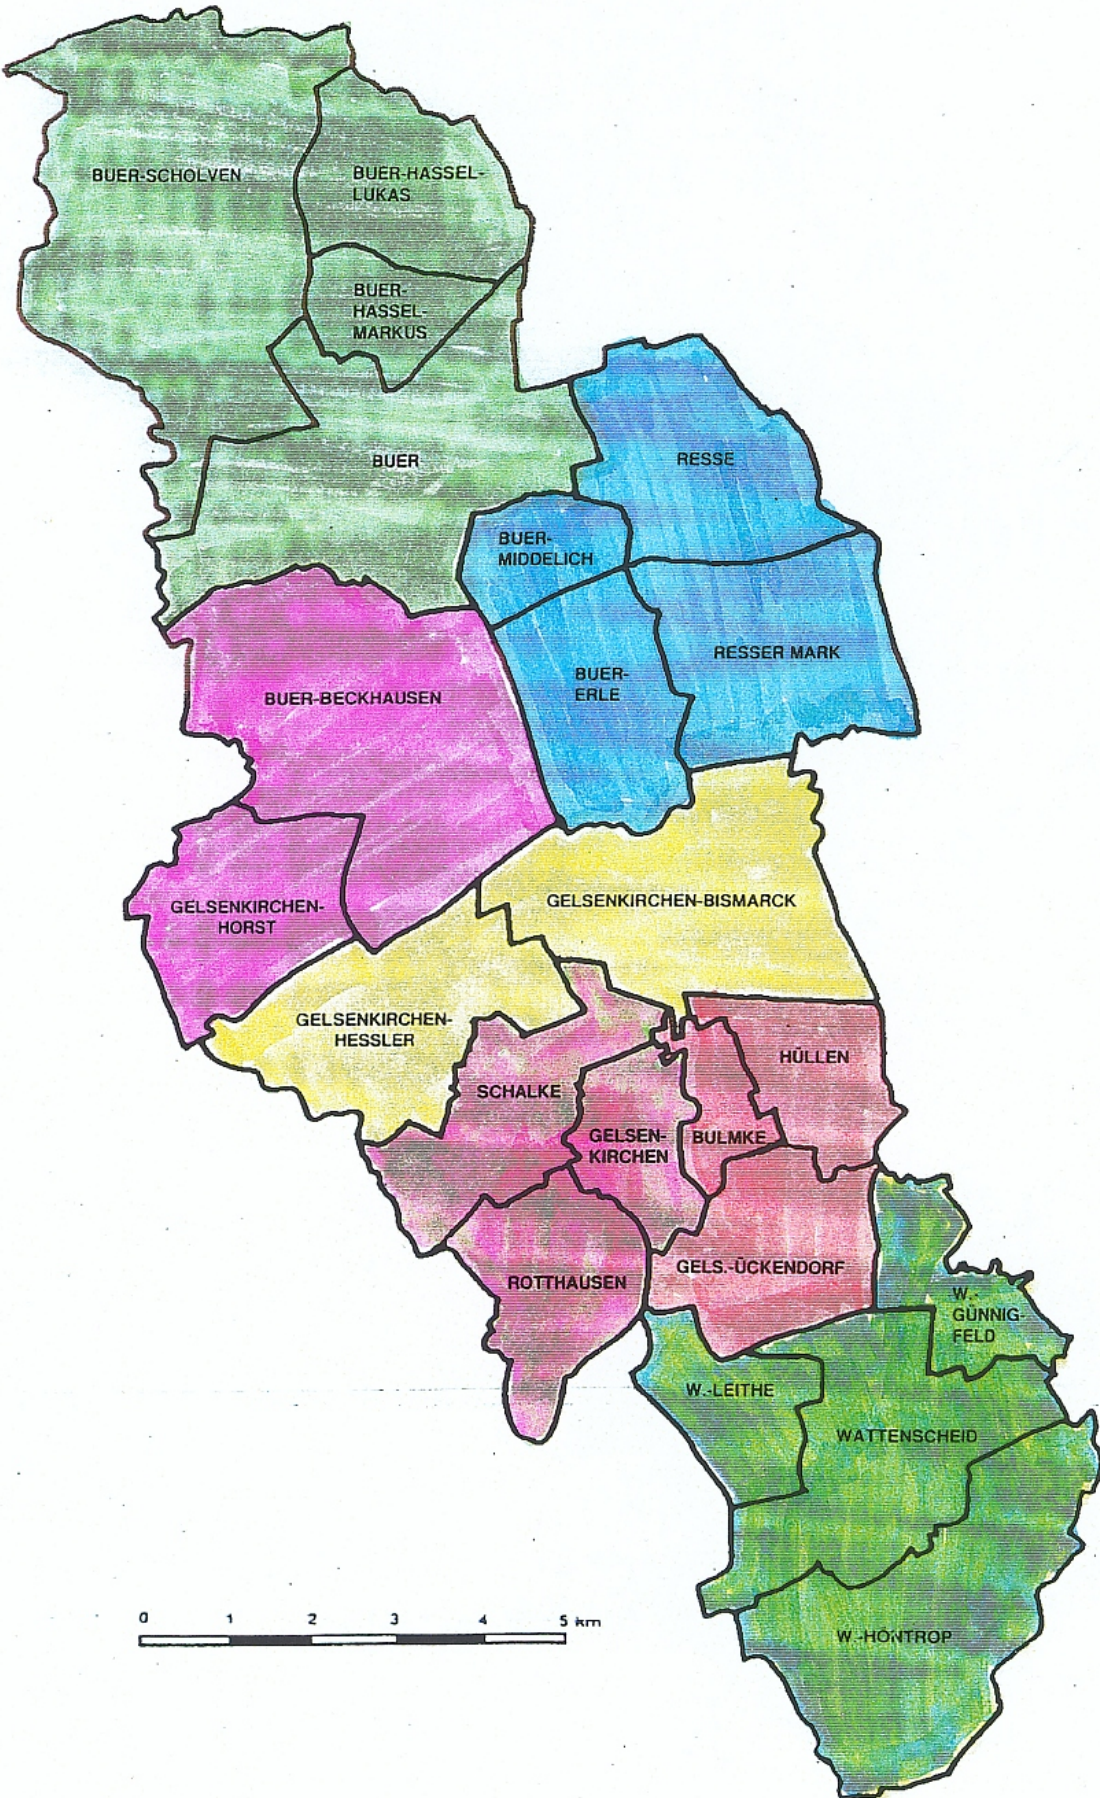 BUER-SCHOLVEN
BUER-HASSEL-
LUKAS
BUER-
HASSEL-
MARKUS
BUER
RESSE
BUER-
MIDDELICH
RESSER MARK
BUER-
ERLE
BUER-BECKHAUSEN
GELSENKIRCHEN-BISMARCK
GELSENKIRCHEN-
HORST
GELSENKIRCHEN-
HESSLER
HÜLLEN
SCHALKE
GELSEN-
KIRCHEN
BULMKE
GELS.-ÜCKENDORF
ROTTHAUSEN
W.-
GÜNNIG-
FELD
W.-LEITHE
WATTENSCHEID
W.-HÖNTROP
0 1 2 3 4 5 km